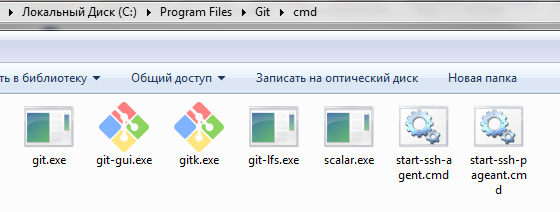 Локальный Диск (C:) ▸ Program Files ▸ Git ▸ cmd
ть в библиотеку ▼ Общий доступ ▼ Записать на оптический диск Новая папка
git.exe git-gui.exe gitk.exe git-lfs.exe scalar.exe start-ssh-a start-ssh-p
gent.cmd ageant.cm
d